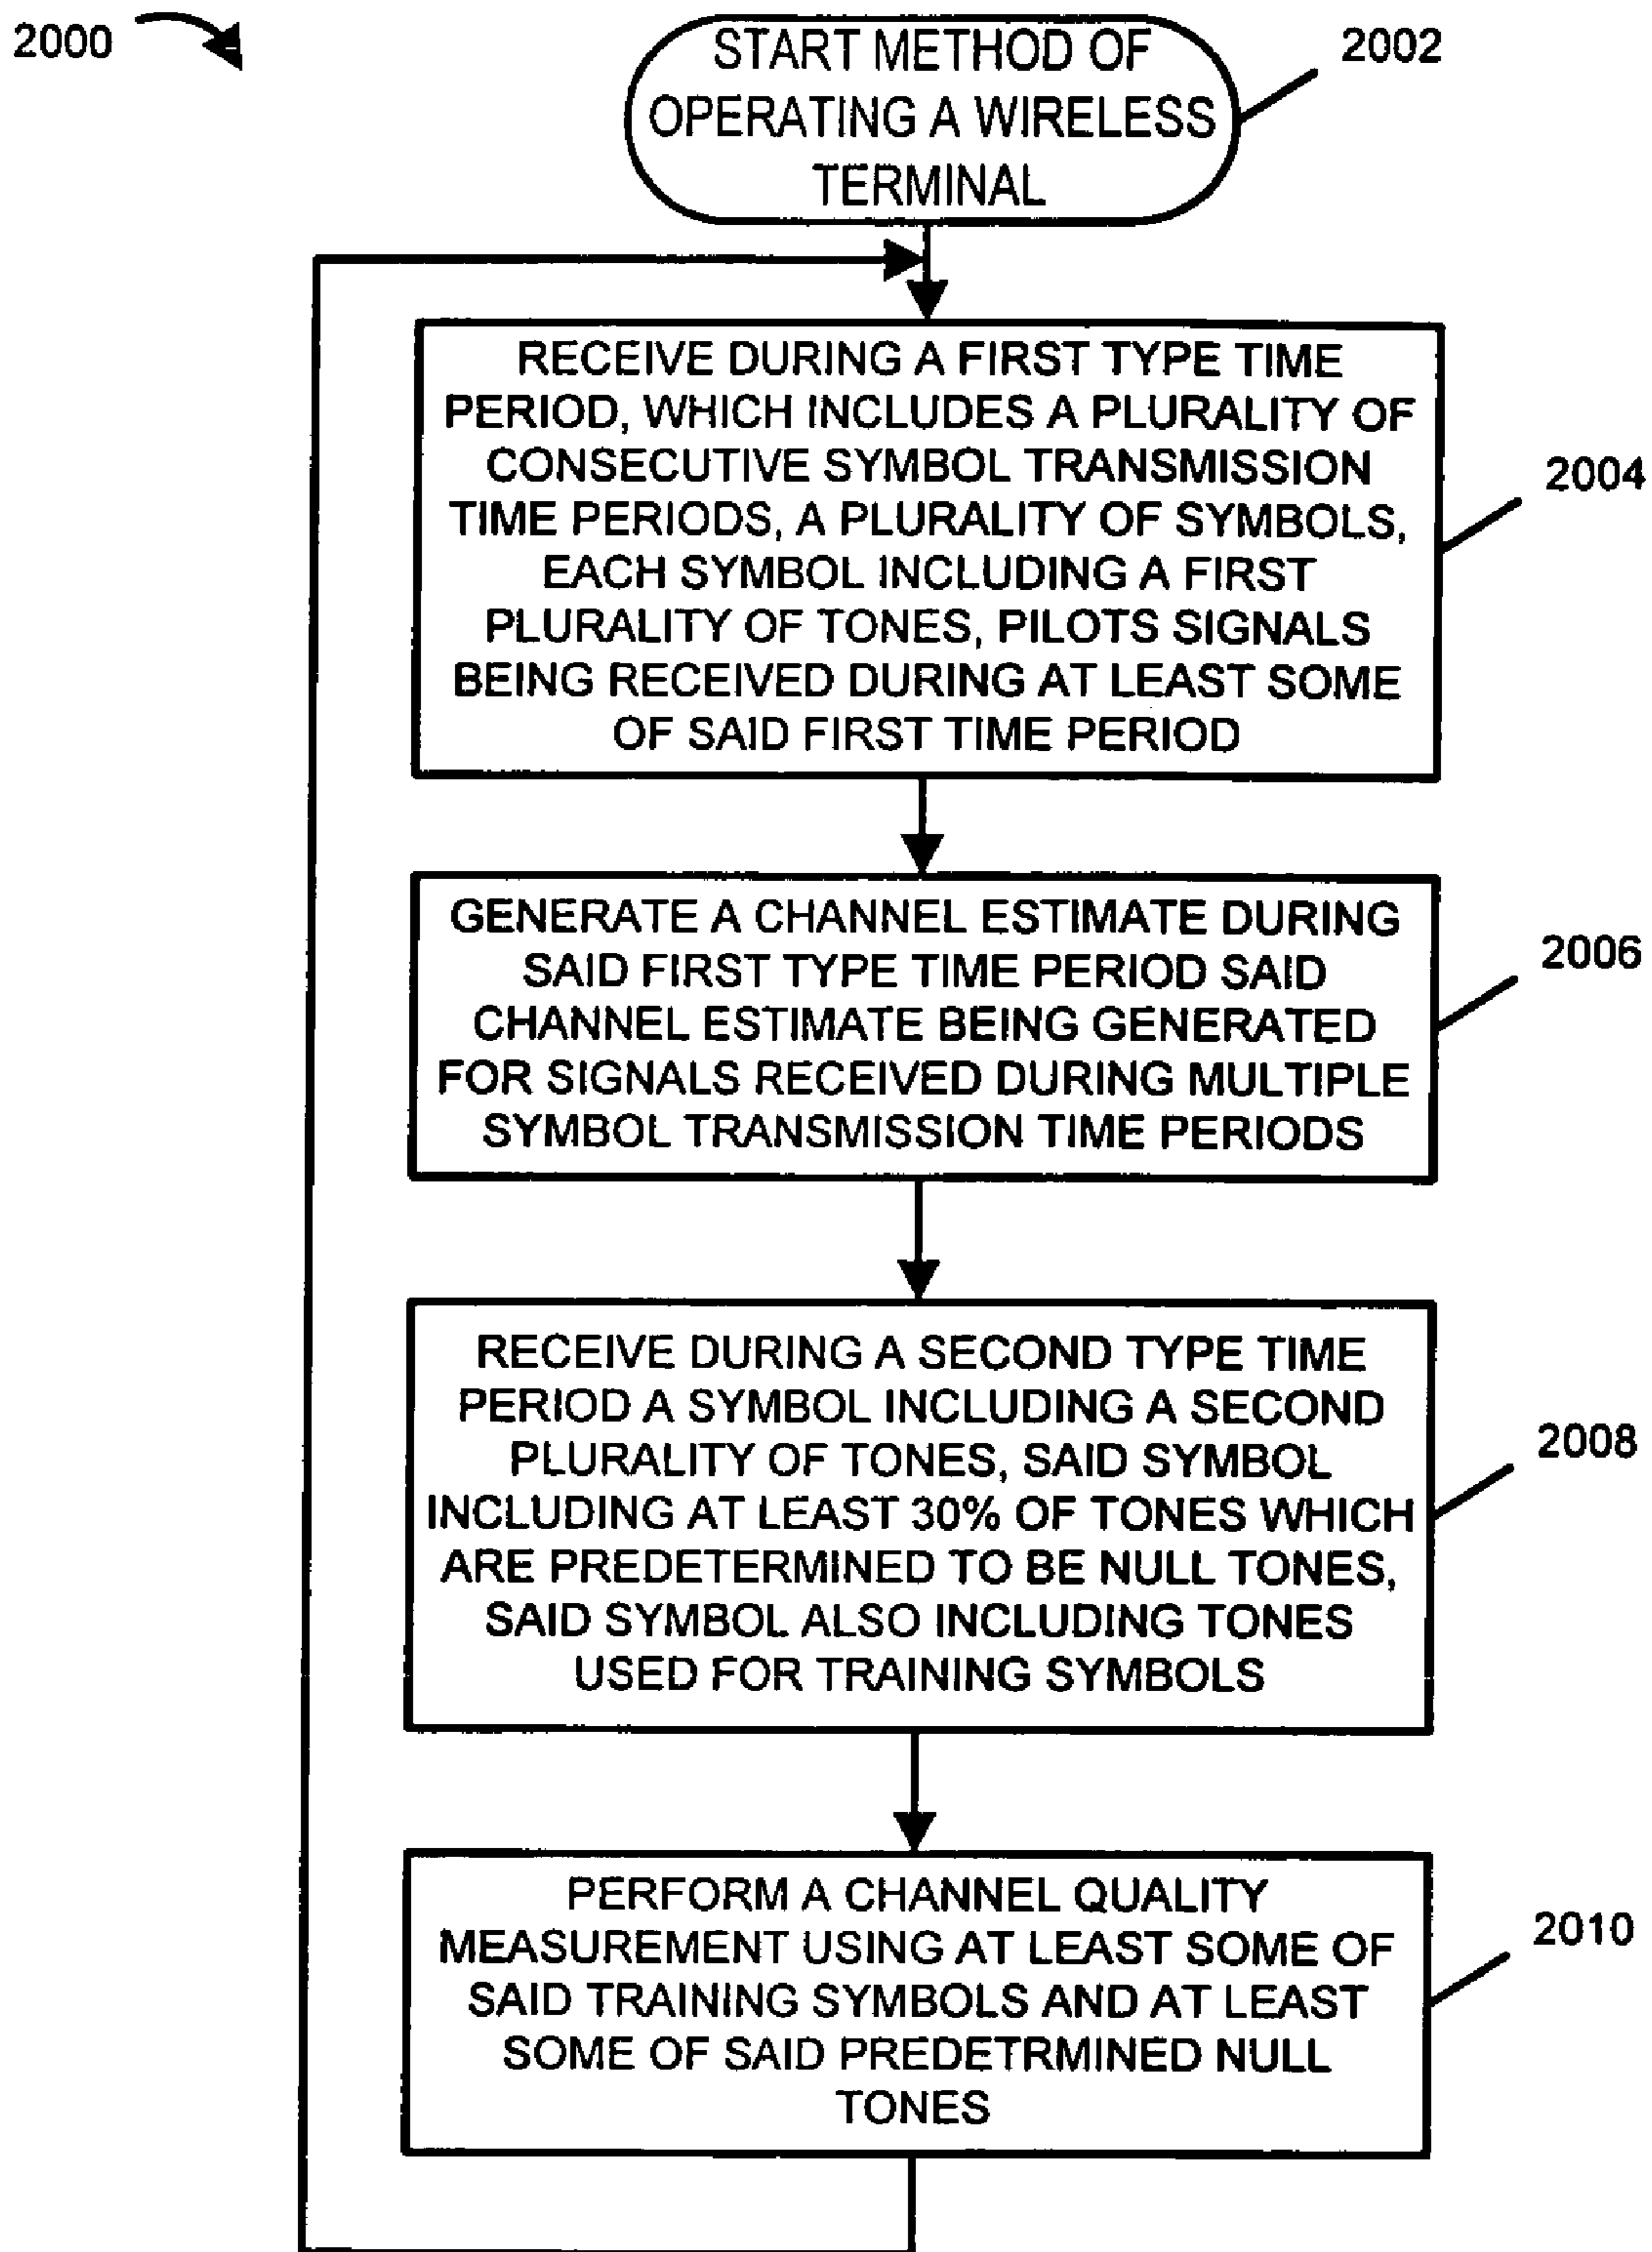 2000
START METHOD OF
OPERATING A WIRELESS
TERMINAL
2002
RECEIVE DURING A FIRST TYPE TIME
PERIOD, WHICH INCLUDES A PLURALITY OF
CONSECUTIVE SYMBOL TRANSMISSION
TIME PERIODS, A PLURALITY OF SYMBOLS,
EACH SYMBOL INCLUDING A FIRST
PLURALITY OF TONES, PILOTS SIGNALS
BEING RECEIVED DURING AT LEAST SOME
OF SAID FIRST TIME PERIOD
2004
GENERATE A CHANNEL ESTIMATE DURING
SAID FIRST TYPE TIME PERIOD SAID
CHANNEL ESTIMATE BEING GENERATED
FOR SIGNALS RECEIVED DURING MULTIPLE
SYMBOL TRANSMISSION TIME PERIODS
2006
RECEIVE DURING A SECOND TYPE TIME
PERIOD A SYMBOL INCLUDING A SECOND
PLURALITY OF TONES, SAID SYMBOL
INCLUDING AT LEAST 30% OF TONES WHICH
ARE PREDETERMINED TO BE NULL TONES,
SAID SYMBOL ALSO INCLUDING TONES
USED FOR TRAINING SYMBOLS
2008
PERFORM A CHANNEL QUALITY
MEASUREMENT USING AT LEAST SOME OF
SAID TRAINING SYMBOLS AND AT LEAST
SOME OF SAID PREDETRMINED NULL
TONES
2010